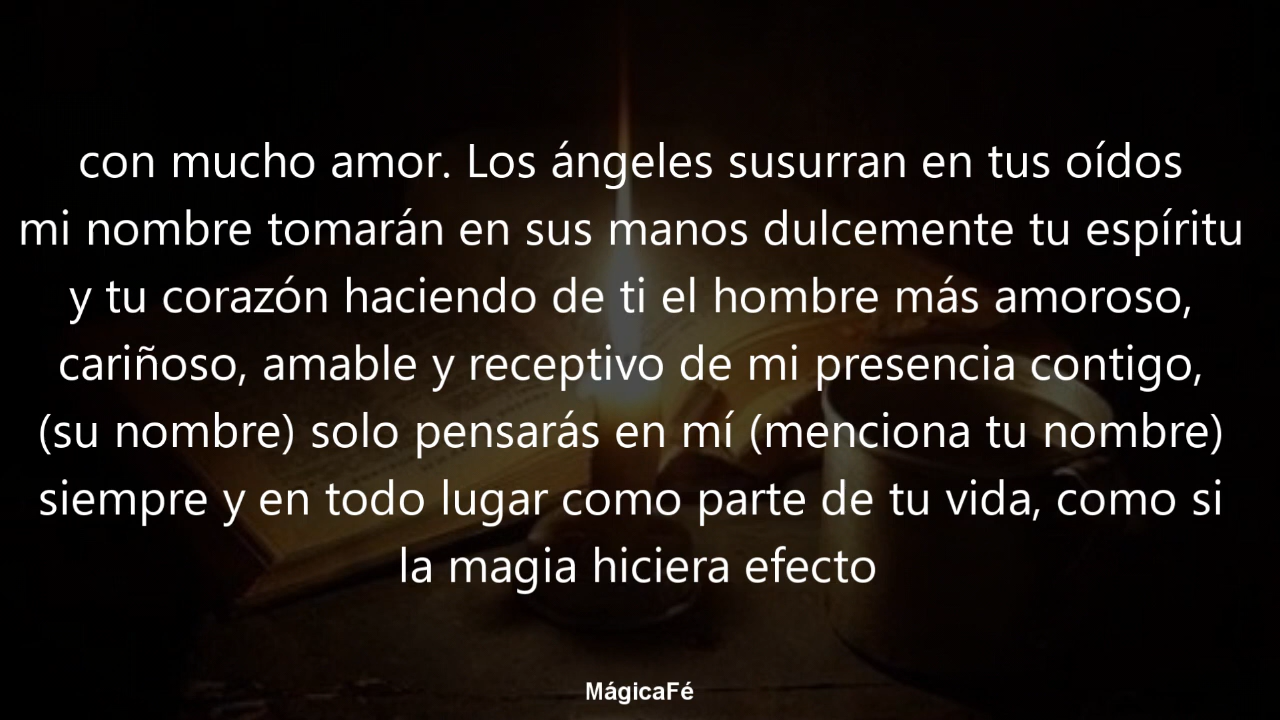 con mucho amor. Los ángeles susurran en tus oídos
mi nombre tomarán en sus manos dulcemente tu espíritu
y tu corazón haciendo de ti el hombre más amoroso,
cariñoso, amable y receptivo de mi presencia contigo,
(su nombre) solo pensarás en mí (menciona tu nombre)
siempre y en todo lugar como parte de tu vida, como si
la magia hiciera efecto
MágicaFé